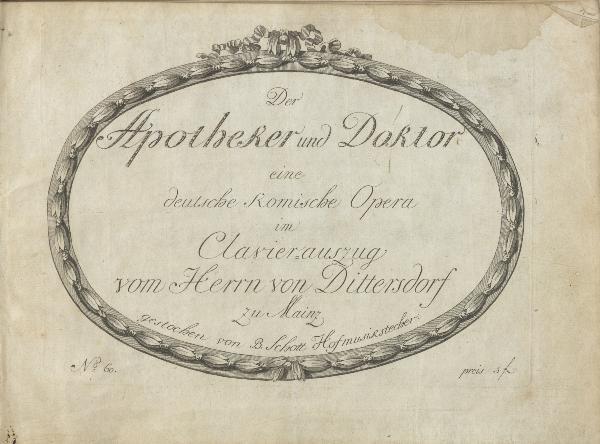 Der
Apotheker und Doktor
eine
deutsche Komische Opera
im
Clavierauszug
vom Herrn von Dittersdorf
zu Mainz
gestochen von B. Schott Hofmusikstecher.
Nº 60.
preis 5 f.